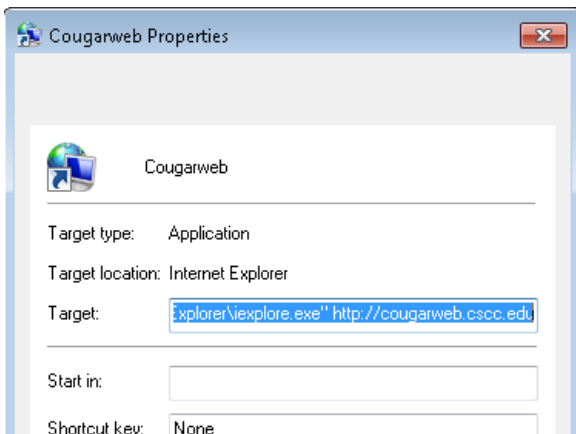 Cougarweb Properties
Cougarweb
Target type: Application
Target location: Internet Explorer
Target: Explorer\iexplore.exe" http://cougarweb.cscc.edu
Start in:
Shortcut key: None